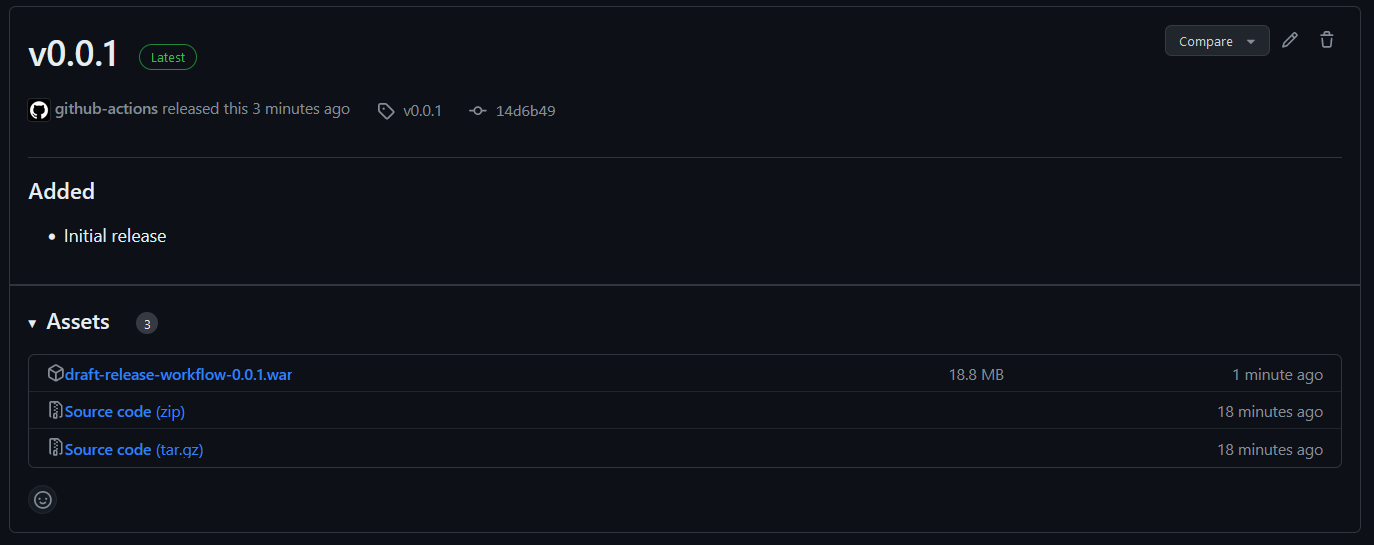 v0.0.1 Latest Compare
github-actions released this 3 minutes ago v0.0.1 14d6b49
Added
• Initial release
Assets 3
draft-release-workflow-0.0.1.war 18.8 MB 1 minute ago
Source code (zip) 18 minutes ago
Source code (tar.gz) 18 minutes ago